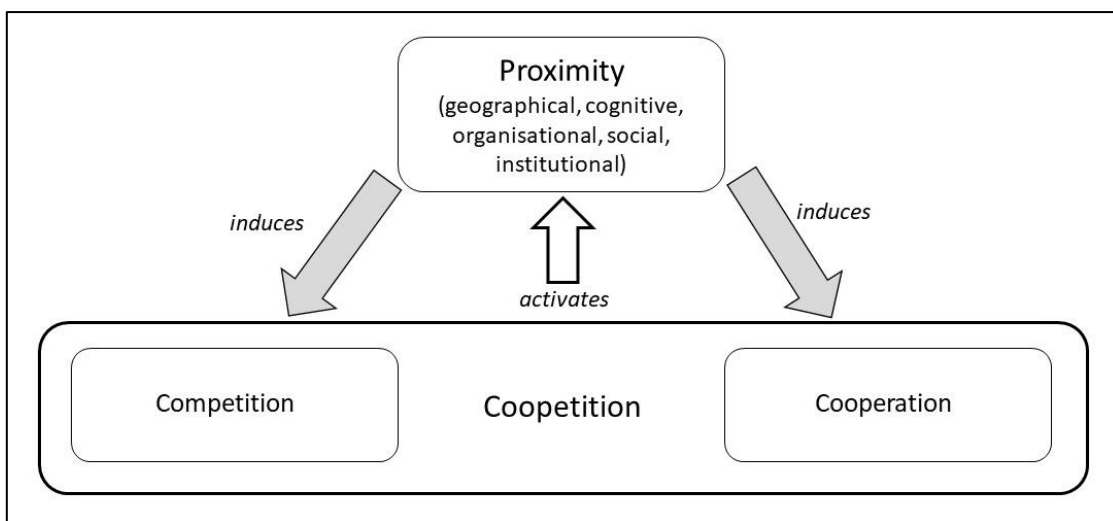 Proximity
(geographical, cognitive,
organisational, social,
institutional)
induces
induces
activates
Competition
Coopetition
Cooperation